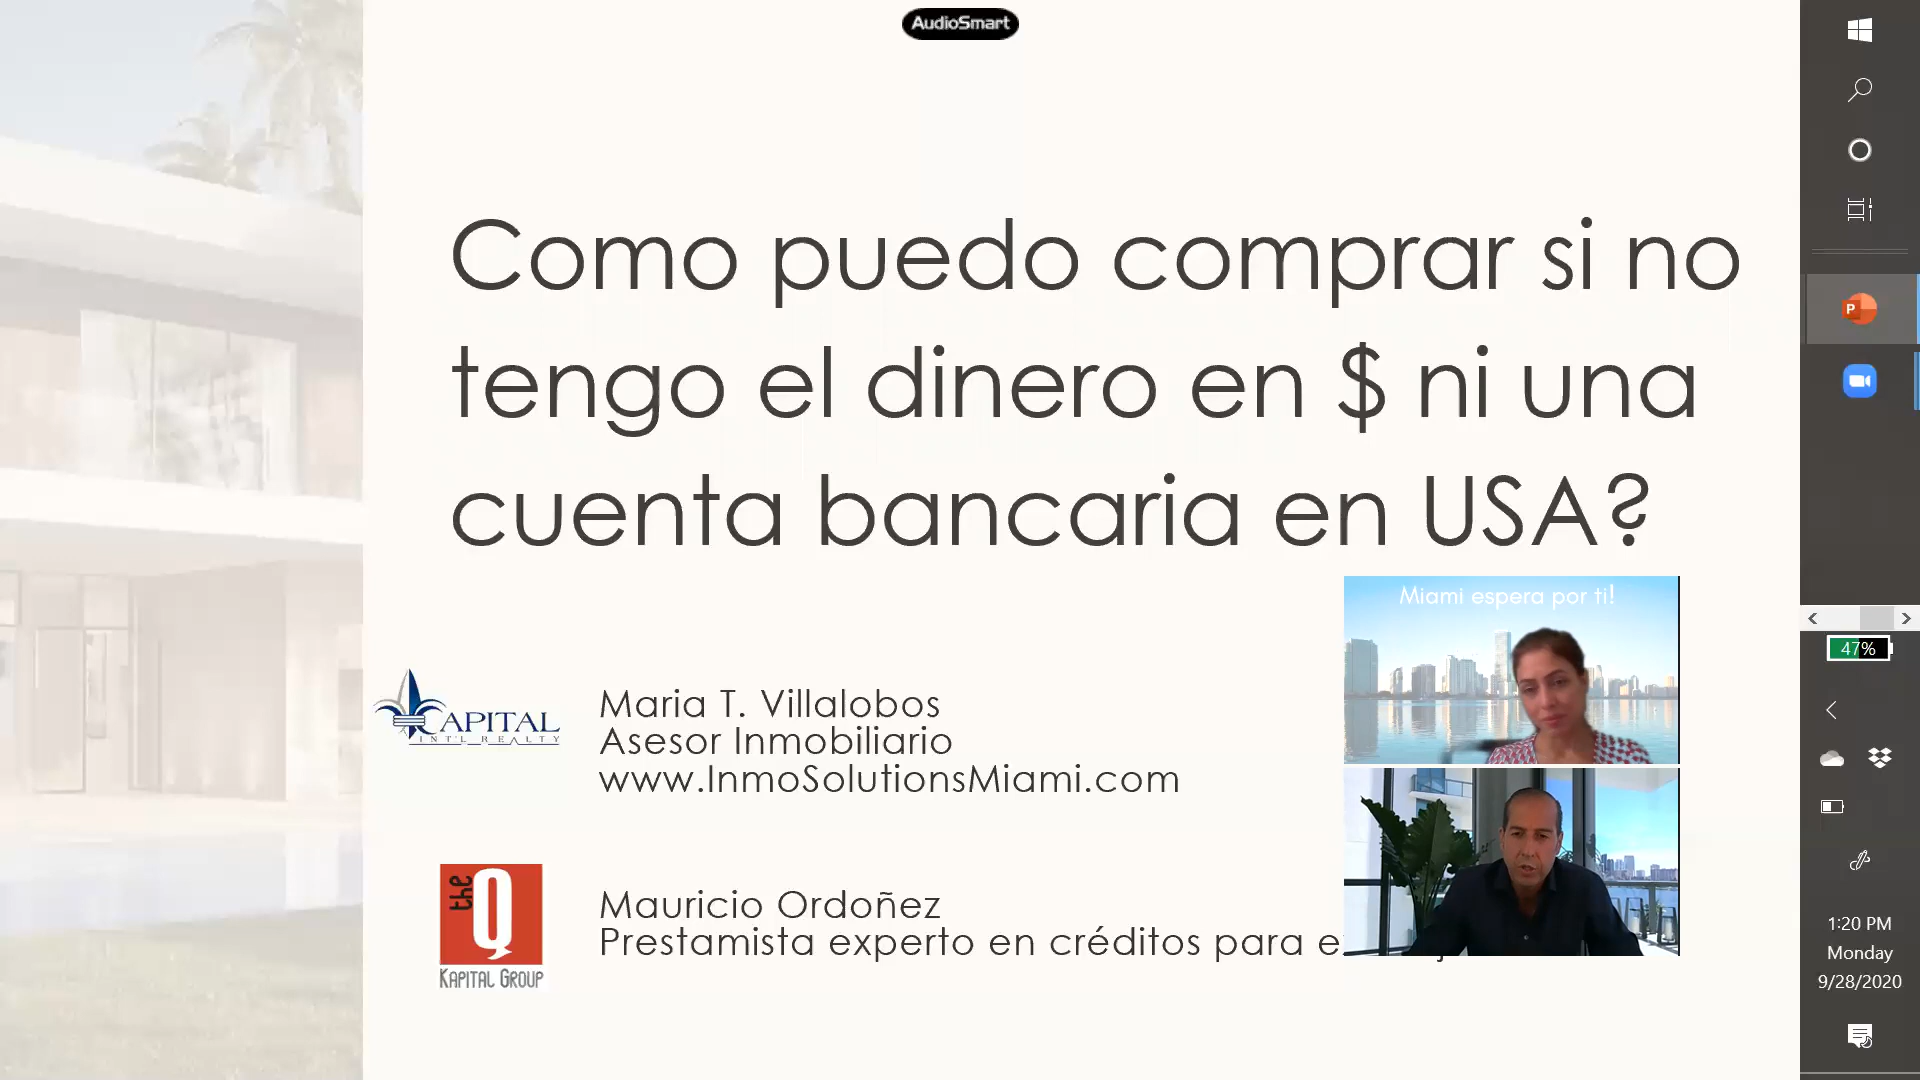 AudioSmart
Como puedo comprar si no
tengo el dinero en $ ni una
cuenta bancaria en USA?
Miami espera por ti!
KAPITAL
INT'L REALTY
Maria T. Villalobos
Asesor Inmobiliario
www.InmoSolutionsMiami.com
the Q
KAPITAL GROUP
Mauricio Ordoñez
Prestamista experto en créditos para
P
47%
1:20 PM
Monday
9/28/2020